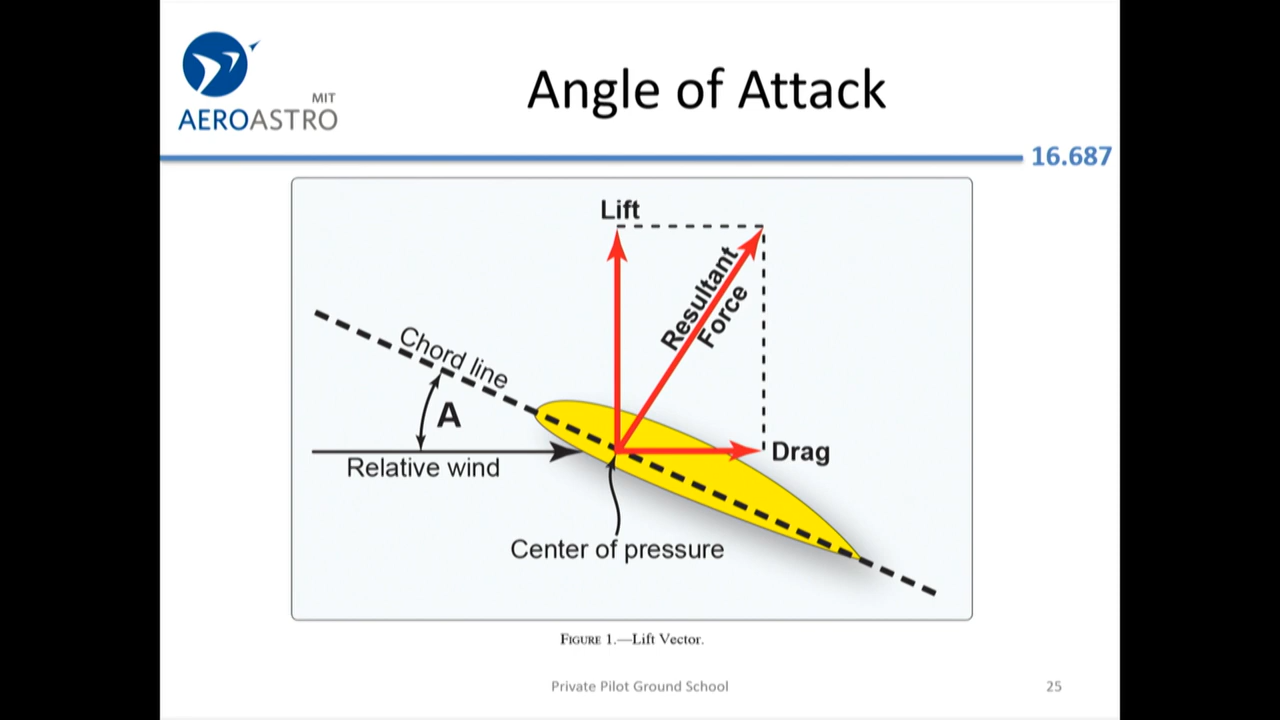 MIT
AEROASTRO
Angle of Attack
16.687
Lift
Resultant
Force
Chord line
A
Relative wind
Drag
Center of pressure
FIGURE 1.—Lift Vector.
Private Pilot Ground School
25